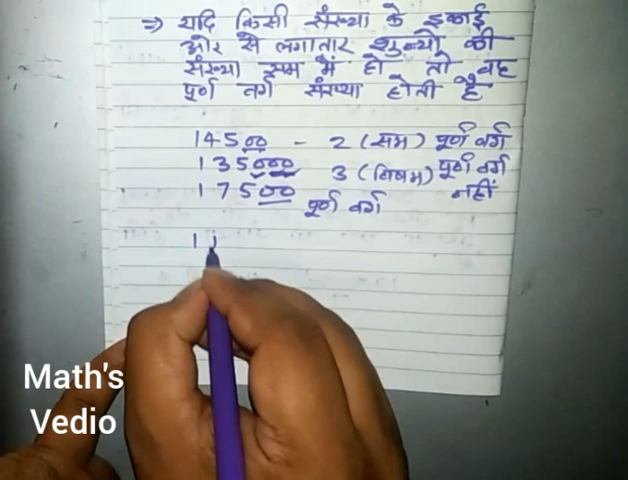 ⇒ यदि किसी संख्या के इकाई
ओर से लगातार शुन्यो की
संख्या सम में हो तो वह
पूर्ण वर्ग संख्या होती है
14500 - 2 (सम) पूर्ण वर्ग
135000 3 (विषम) पूर्ण वर्ग नहीं
17500 पूर्ण वर्ग
11
Math's
Vedio